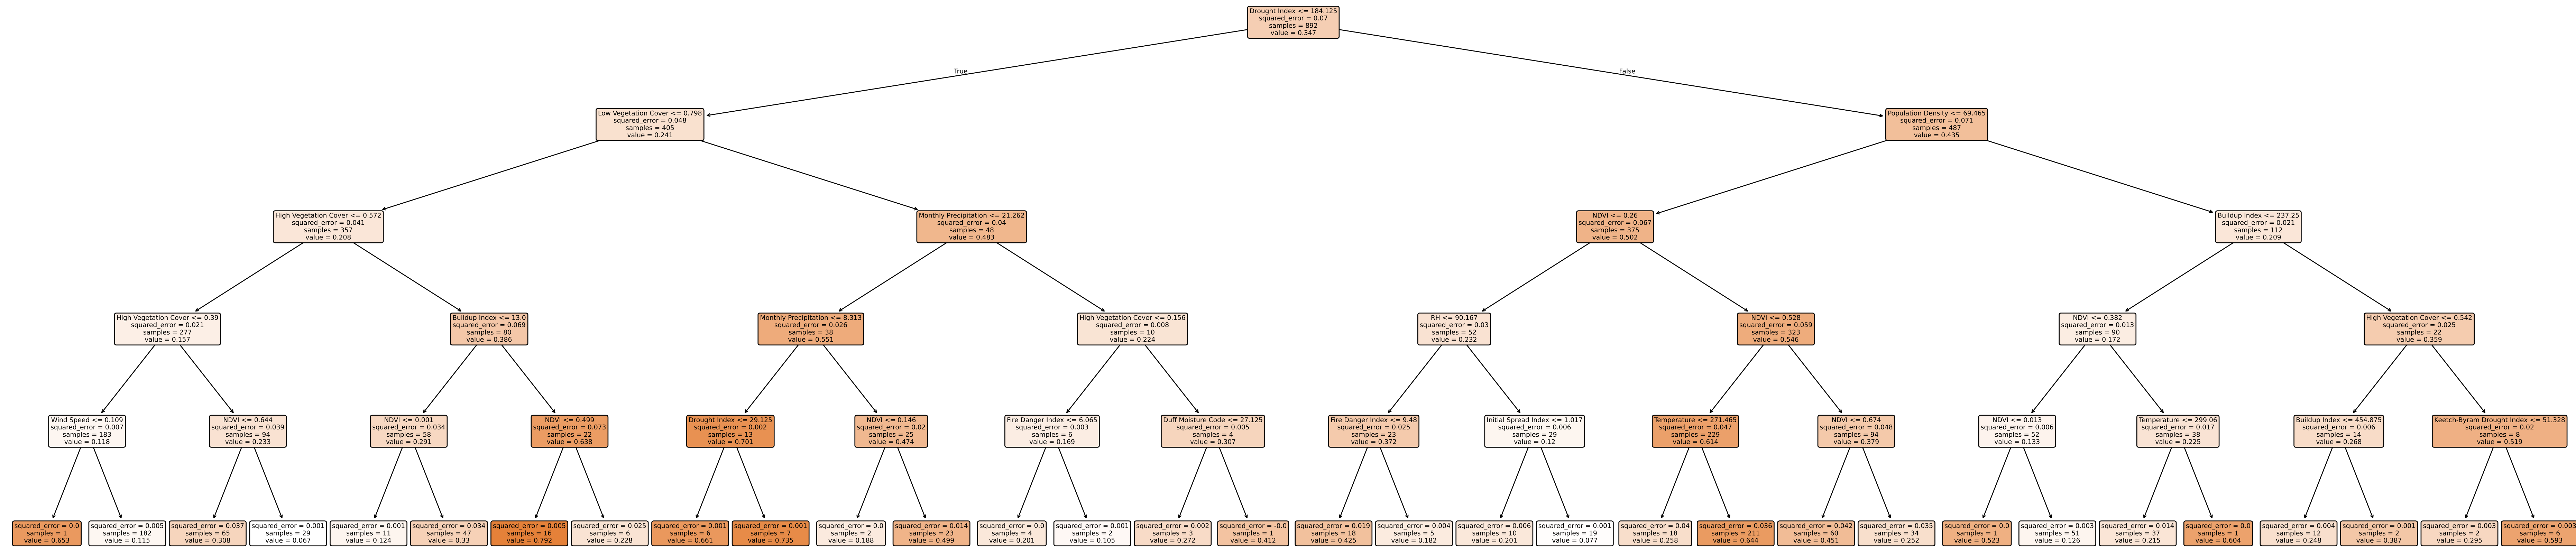 Drought Index <= 184.125
squared_error = 0.07
samples = 892
value = 0.347
True
False
Low Vegetation Cover <= 0.798
squared_error = 0.048
samples = 405
value = 0.241
Population Density <= 69.465
squared_error = 0.071
samples = 487
value = 0.435
High Vegetation Cover <= 0.572
squared_error = 0.041
samples = 357
value = 0.208
Monthly Precipitation <= 21.262
squared_error = 0.04
samples = 48
value = 0.483
NDVI <= 0.26
squared_error = 0.067
samples = 375
value = 0.502
Buildup Index <= 237.25
squared_error = 0.021
samples = 112
value = 0.209
High Vegetation Cover <= 0.39
squared_error = 0.021
samples = 277
value = 0.157
Buildup Index <= 13.0
squared_error = 0.069
samples = 80
value = 0.386
Monthly Precipitation <= 8.313
squared_error = 0.026
samples = 38
value = 0.551
High Vegetation Cover <= 0.156
squared_error = 0.008
samples = 10
value = 0.224
RH <= 90.167
squared_error = 0.03
samples = 52
value = 0.232
NDVI <= 0.528
squared_error = 0.059
samples = 323
value = 0.546
NDVI <= 0.382
squared_error = 0.013
samples = 90
value = 0.172
High Vegetation Cover <= 0.542
squared_error = 0.025
samples = 22
value = 0.359
Wind Speed <= 0.109
squared_error = 0.007
samples = 183
value = 0.118
NDVI <= 0.644
squared_error = 0.039
samples = 94
value = 0.233
NDVI <= 0.001
squared_error = 0.034
samples = 58
value = 0.291
NDVI <= 0.499
squared_error = 0.073
samples = 22
value = 0.638
Drought Index <= 29.125
squared_error = 0.002
samples = 13
value = 0.701
NDVI <= 0.146
squared_error = 0.02
samples = 25
value = 0.474
Fire Danger Index <= 6.065
squared_error = 0.003
samples = 6
value = 0.169
Duff Moisture Code <= 27.125
squared_error = 0.005
samples = 4
value = 0.307
Fire Danger Index <= 9.48
squared_error = 0.025
samples = 23
value = 0.372
Initial Spread Index <= 1.017
squared_error = 0.006
samples = 29
value = 0.12
Temperature <= 271.465
squared_error = 0.047
samples = 229
value = 0.614
NDVI <= 0.674
squared_error = 0.048
samples = 94
value = 0.379
NDVI <= 0.013
squared_error = 0.006
samples = 52
value = 0.133
Temperature <= 299.06
squared_error = 0.017
samples = 38
value = 0.225
Buildup Index <= 454.875
squared_error = 0.006
samples = 14
value = 0.268
Keetch-Byram Drought Index <= 51.328
squared_error = 0.02
samples = 8
value = 0.519
squared_error = 0.0
samples = 1
value = 0.653
squared_error = 0.005
samples = 182
value = 0.115
squared_error = 0.037
samples = 65
value = 0.308
squared_error = 0.001
samples = 29
value = 0.067
squared_error = 0.001
samples = 11
value = 0.124
squared_error = 0.034
samples = 47
value = 0.33
squared_error = 0.005
samples = 16
value = 0.792
squared_error = 0.025
samples = 6
value = 0.228
squared_error = 0.001
samples = 6
value = 0.661
squared_error = 0.001
samples = 7
value = 0.735
squared_error = 0.0
samples = 2
value = 0.188
squared_error = 0.014
samples = 23
value = 0.499
squared_error = 0.0
samples = 4
value = 0.201
squared_error = 0.001
samples = 2
value = 0.105
squared_error = 0.002
samples = 3
value = 0.272
squared_error = -0.0
samples = 1
value = 0.412
squared_error = 0.019
samples = 18
value = 0.425
squared_error = 0.004
samples = 5
value = 0.182
squared_error = 0.006
samples = 10
value = 0.201
squared_error = 0.001
samples = 19
value = 0.077
squared_error = 0.04
samples = 18
value = 0.258
squared_error = 0.036
samples = 211
value = 0.644
squared_error = 0.042
samples = 60
value = 0.451
squared_error = 0.035
samples = 34
value = 0.252
squared_error = 0.0
samples = 1
value = 0.523
squared_error = 0.003
samples = 51
value = 0.126
squared_error = 0.014
samples = 37
value = 0.215
squared_error = 0.0
samples = 1
value = 0.604
squared_error = 0.004
samples = 12
value = 0.248
squared_error = 0.001
samples = 2
value = 0.387
squared_error = 0.003
samples = 2
value = 0.295
squared_error = 0.003
samples = 6
value = 0.593